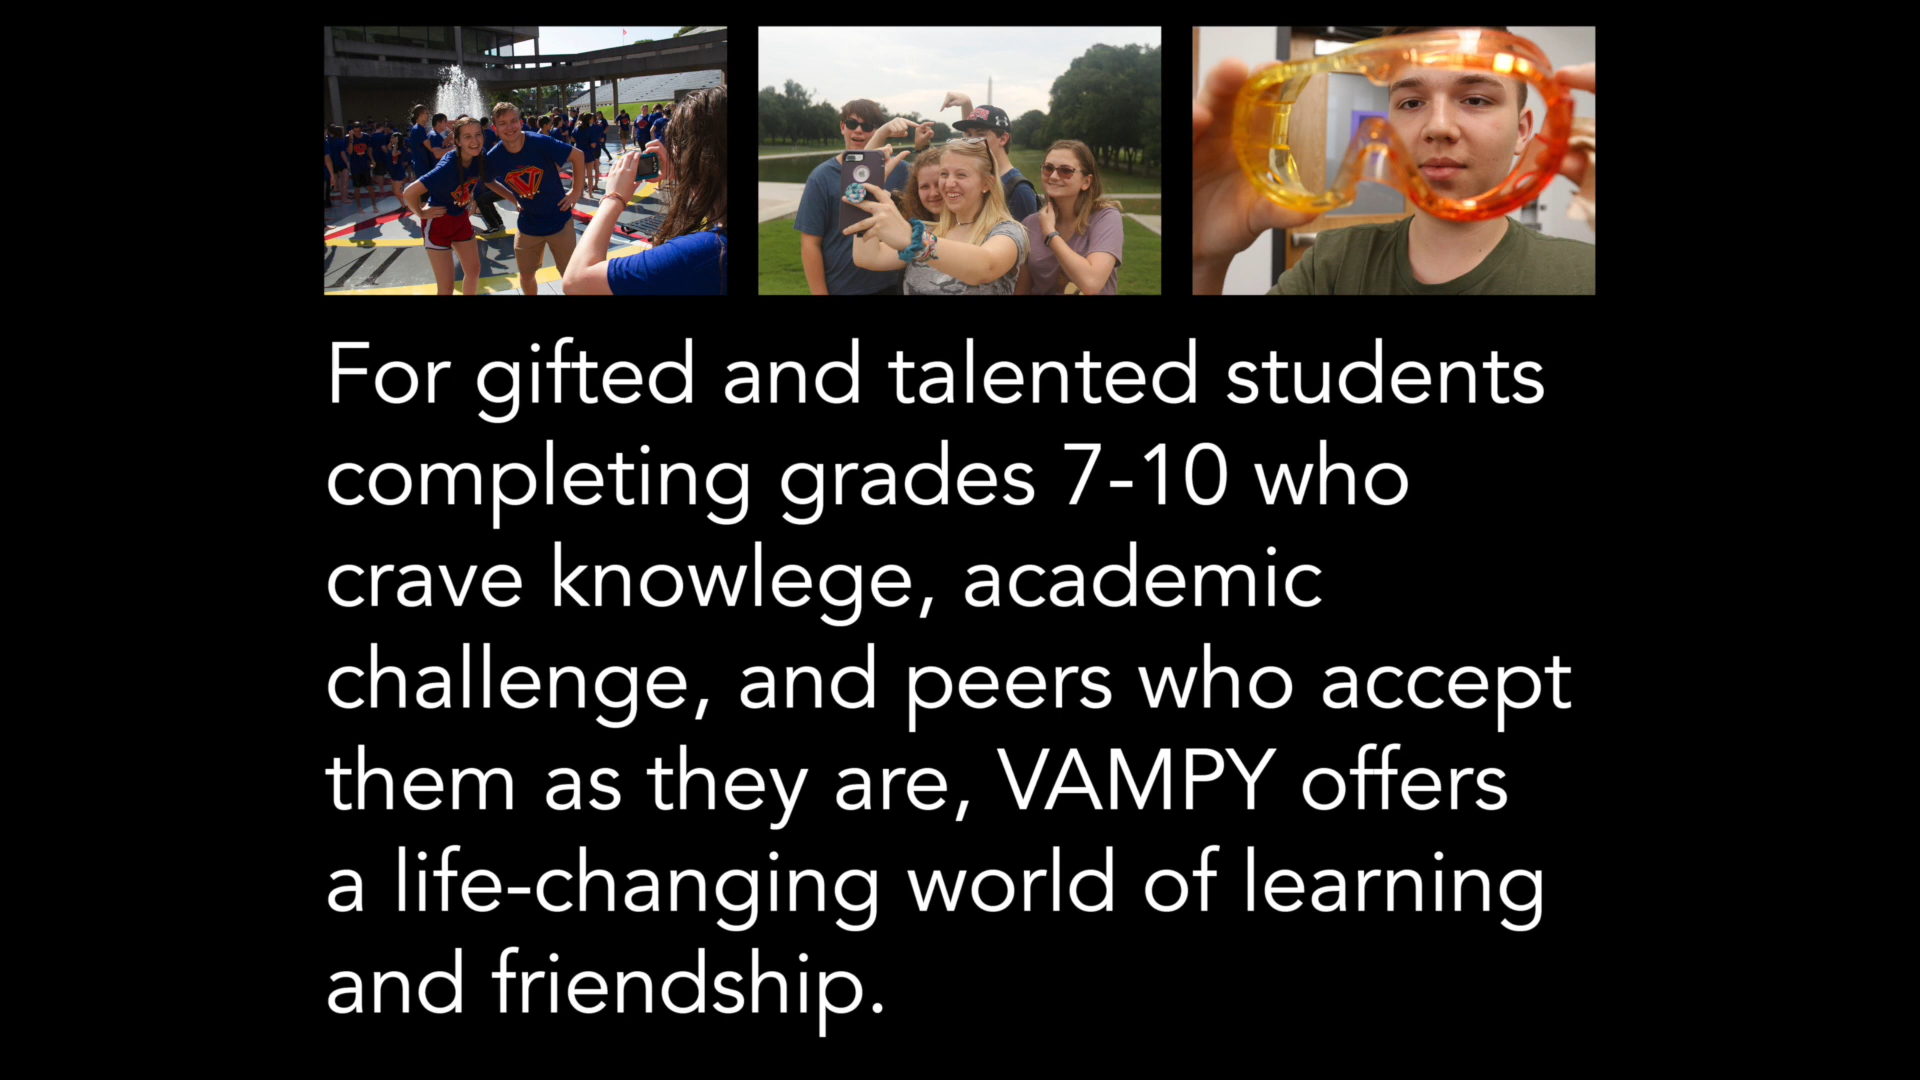 For gifted and talented students
completing grades 7-10 who
crave knowlege, academic
challenge, and peers who accept
them as they are, VAMPY offers
a life-changing world of learning
and friendship.